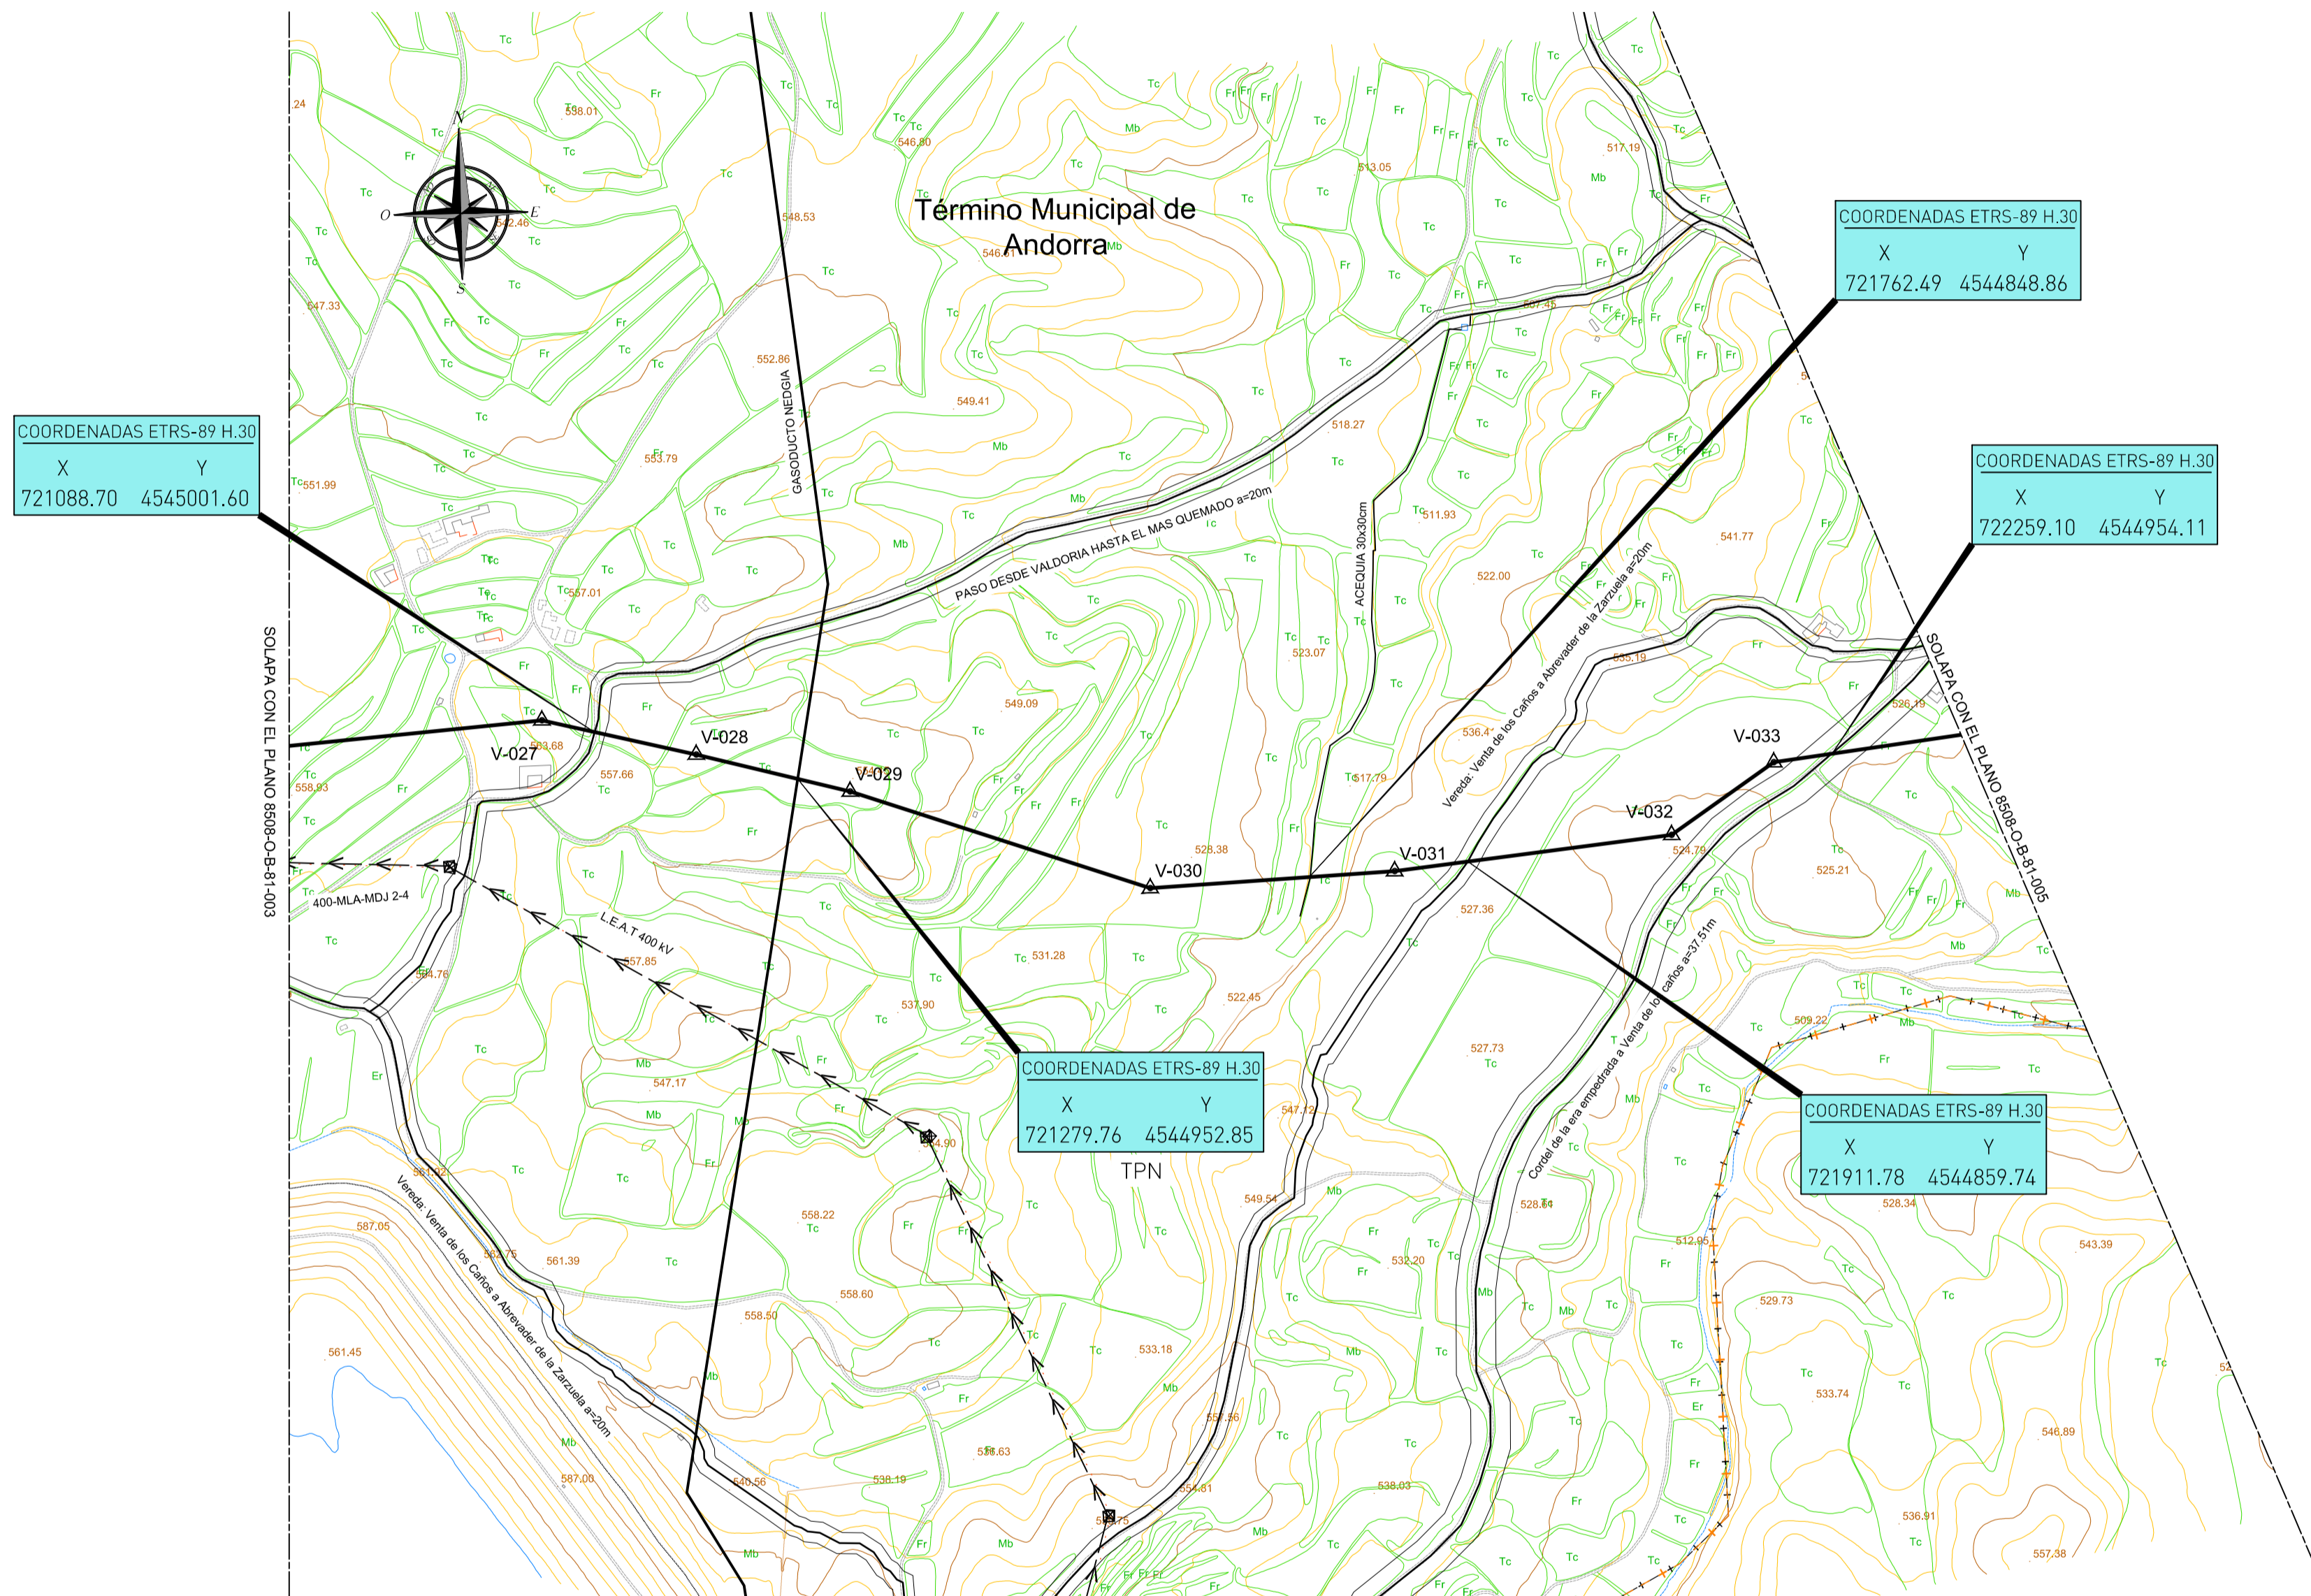 Término Municipal de
Andorra
N
O
E
S
COORDENADAS ETRS-89 H.30
X Y
721762.49 4544848.86
COORDENADAS ETRS-89 H.30
X Y
721088.70 4545001.60
COORDENADAS ETRS-89 H.30
X Y
722259.10 4544954.11
COORDENADAS ETRS-89 H.30
X Y
721279.76 4544952.85
TPN
COORDENADAS ETRS-89 H.30
X Y
721911.78 4544859.74
SOLAPA CON EL PLANO 8508-O-B-81-003
SOLAPA CON EL PLANO 8508-O-B-81-005
GASODUCTO NEDGIA
PASO DESDE VALDORIA HASTA EL MAS QUEMADO a=20m
ACEQUIA 30x30cm
Vereda: Venta de los Caños a Abrevader de la Zarzuela a=20m
Cordel de la era empedrada a Venta de los caños a=37.51m
Vereda: Venta de los Caños a Abrevader de la Zarzuela a=20m
400-MLA-MDJ 2-4
L.E.A.T 400 kV
V-027
V-028
V-029
V-030
V-031
V-032
V-033
538.01
546.80
513.05
517.19
548.53
542.46
547.33
552.86
549.41
518.27
553.79
551.99
511.93
541.77
522.00
557.01
523.07
535.19
549.09
526.19
557.66
517.79
558.93
528.38
524.79
525.21
527.36
557.85
531.28
537.90
522.45
527.73
509.22
547.17
547.12
558.22
549.54
528.34
587.05
561.39
532.20
512.95
543.39
558.60
558.50
529.73
561.45
533.18
533.74
557.56
546.89
587.00
540.56
538.19
538.03
536.91
557.38
Tc
Fr
Mb
Er